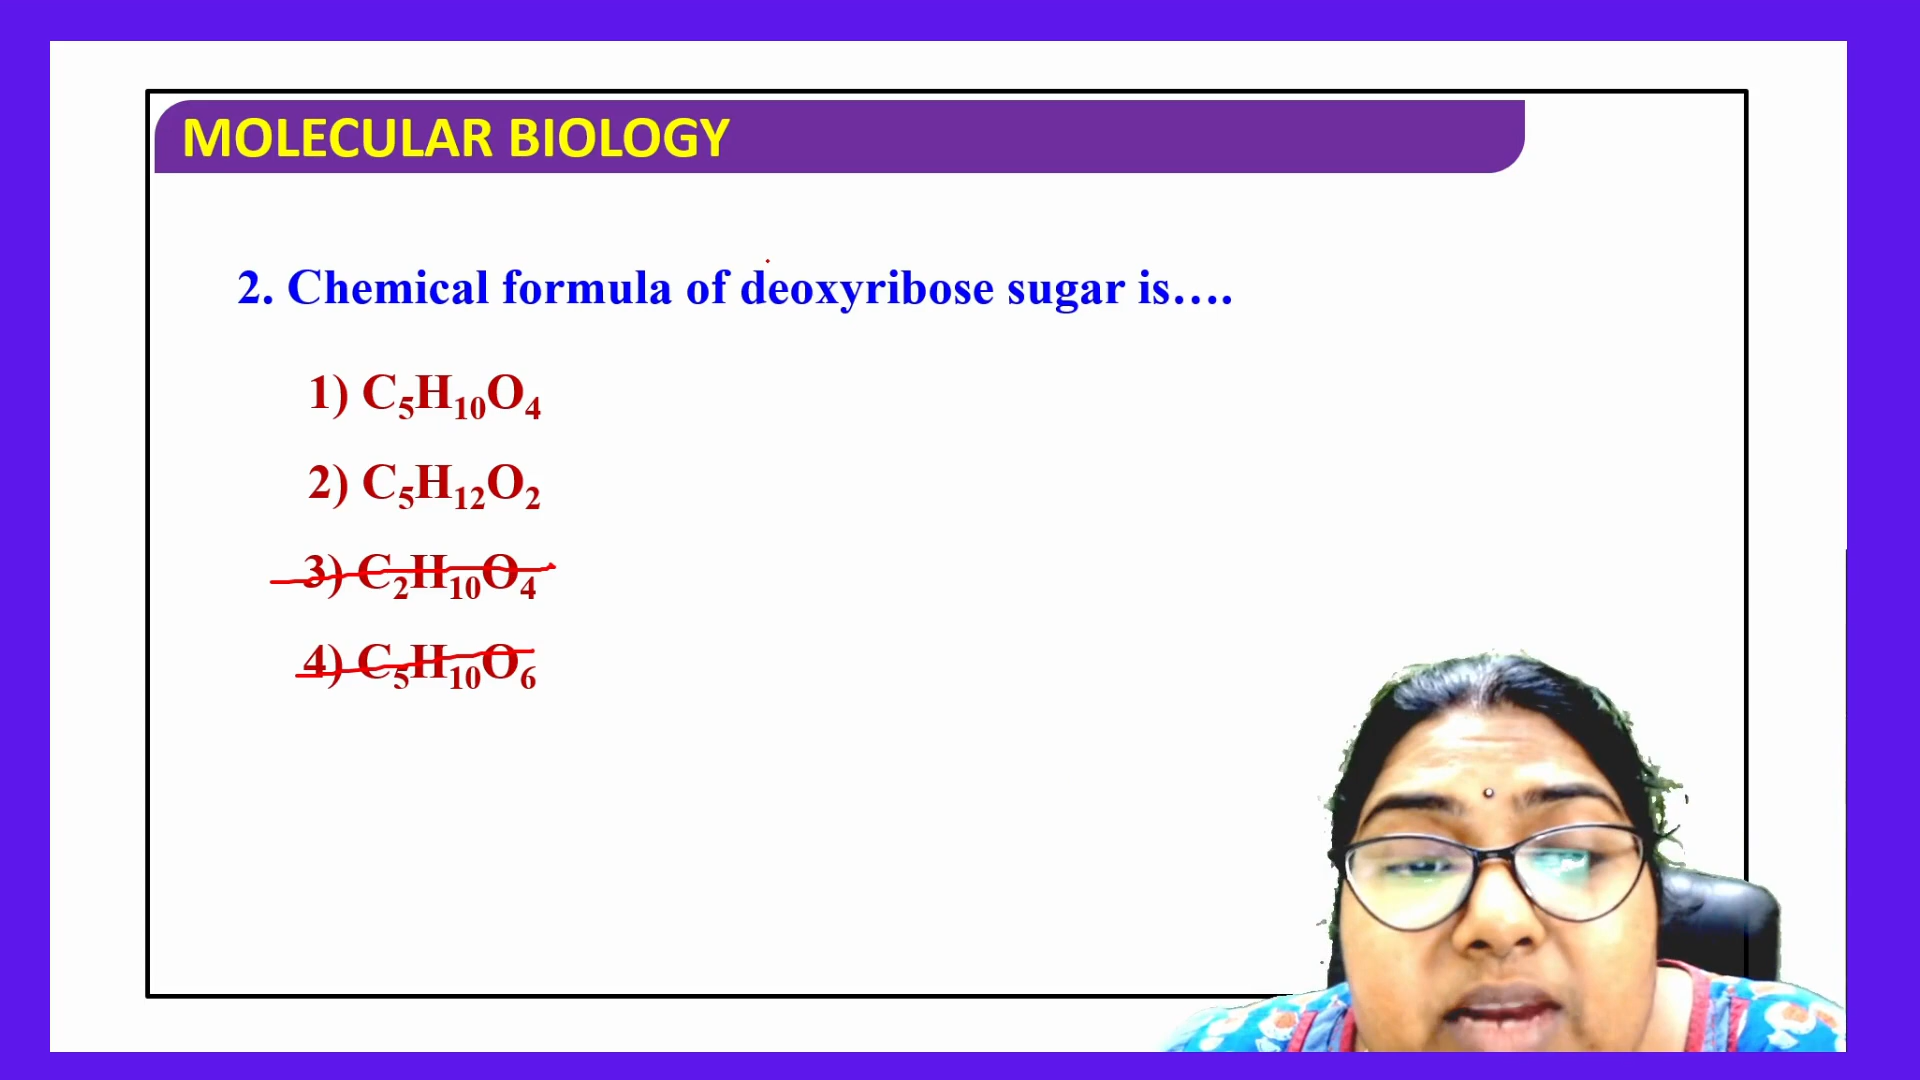 MOLECULAR BIOLOGY
2. Chemical formula of deoxyribose sugar is....
1) C₅H₁₀O₄
2) C₅H₁₂O₂
3) C₂H₁₀O₄
4) C₅H₁₀O₆